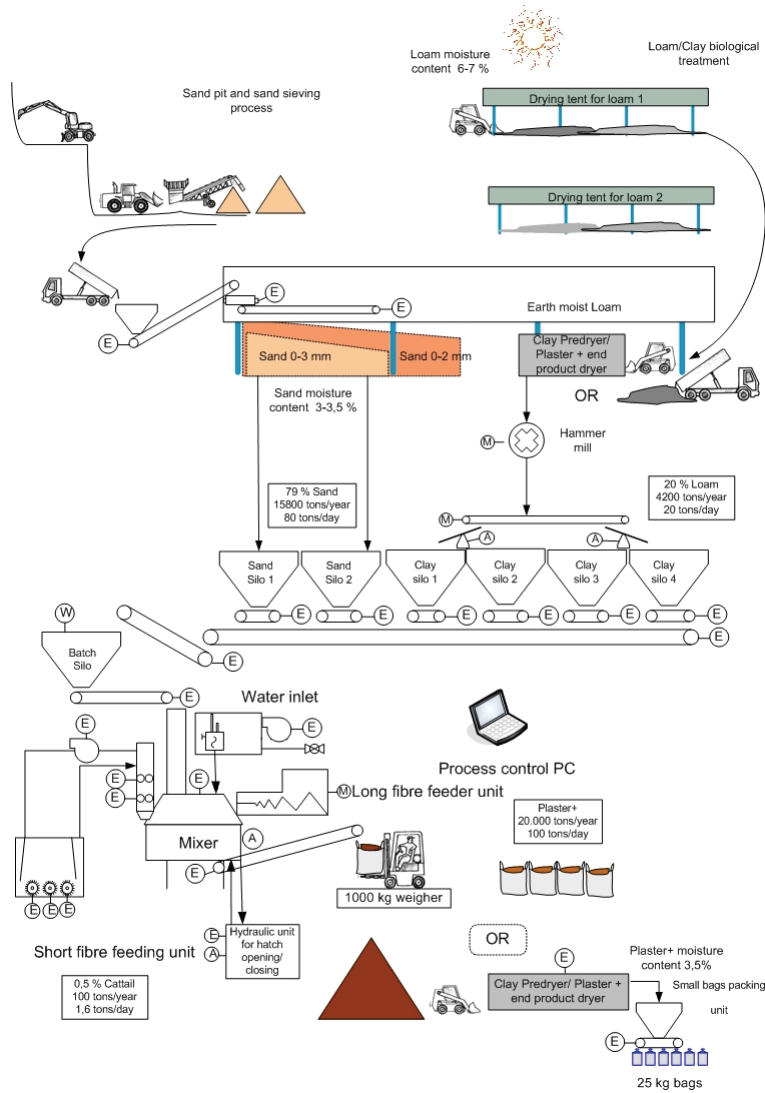 Loam moisture
content 6-7 %
Loam/Clay biological
treatment
Sand pit and sand sieving
process
Drying tent for loam 1
Drying tent for loam 2
E
E
E
Earth moist Loam
Sand 0-3 mm
Sand 0-2 mm
Clay Predryer/
Plaster + end
product dryer
OR
Sand moisture
content 3-3,5 %
M
Hammer
mill
79 % Sand
15800 tons/year
80 tons/day
20 % Loam
4200 tons/year
20 tons/day
M
A
A
Sand
Silo 1
Sand
Silo 2
Clay
silo 1
Clay
silo 2
Clay
silo 3
Clay
silo 4
E
E
E
E
E
E
E
W
Batch
Silo
E
E
Water inlet
E
E
E
E
E
Process control PC
M
Long fibre feeder unit
Mixer
A
E
Plaster+
20.000 tons/year
100 tons/day
1000 kg weigher
E
E
E
E
A
Hydraulic unit
for hatch
opening/
closing
Short fibre feeding unit
0,5 % Cattail
100 tons/year
1,6 tons/day
OR
E
Clay Predryer/ Plaster +
end product dryer
Plaster+ moisture
content 3,5%
Small bags packing
unit
E
25 kg bags